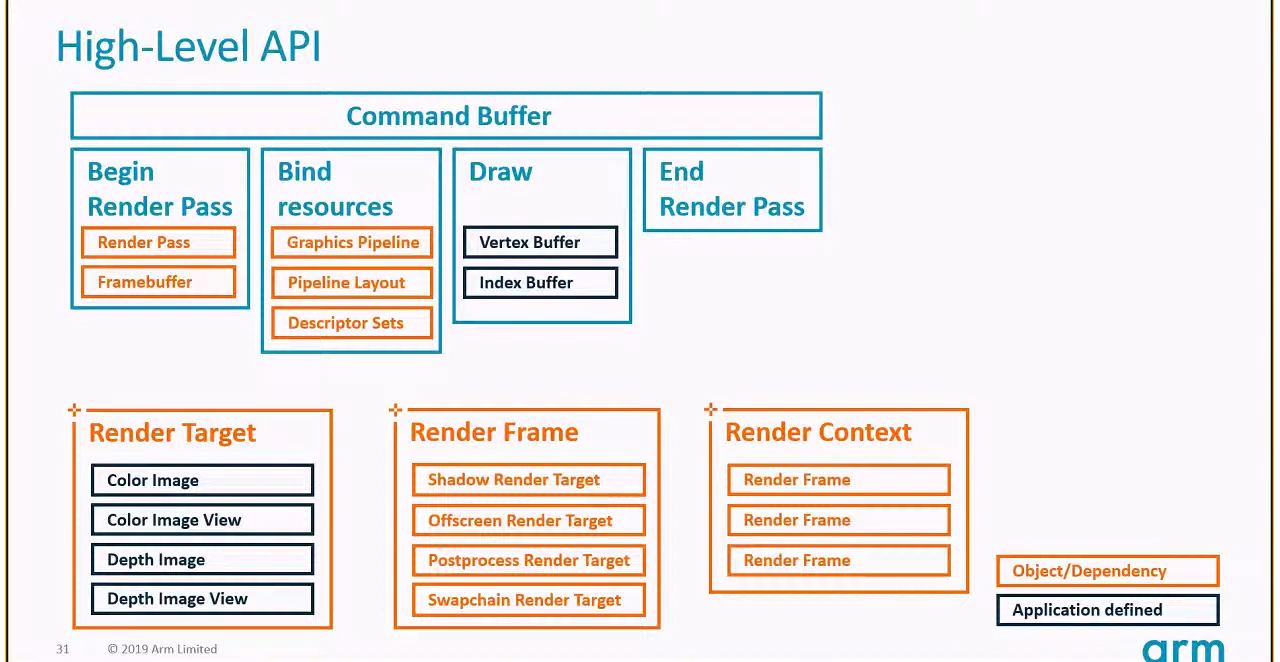 High-Level API
Command Buffer
Begin
Render Pass
Render Pass
Framebuffer
Bind
resources
Graphics Pipeline
Pipeline Layout
Descriptor Sets
Draw
Vertex Buffer
Index Buffer
End
Render Pass
Render Target
Color Image
Color Image View
Depth Image
Depth Image View
Render Frame
Shadow Render Target
Offscreen Render Target
Postprocess Render Target
Swapchain Render Target
Render Context
Render Frame
Render Frame
Render Frame
Object/Dependency
Application defined
31 © 2019 Arm Limited
arm